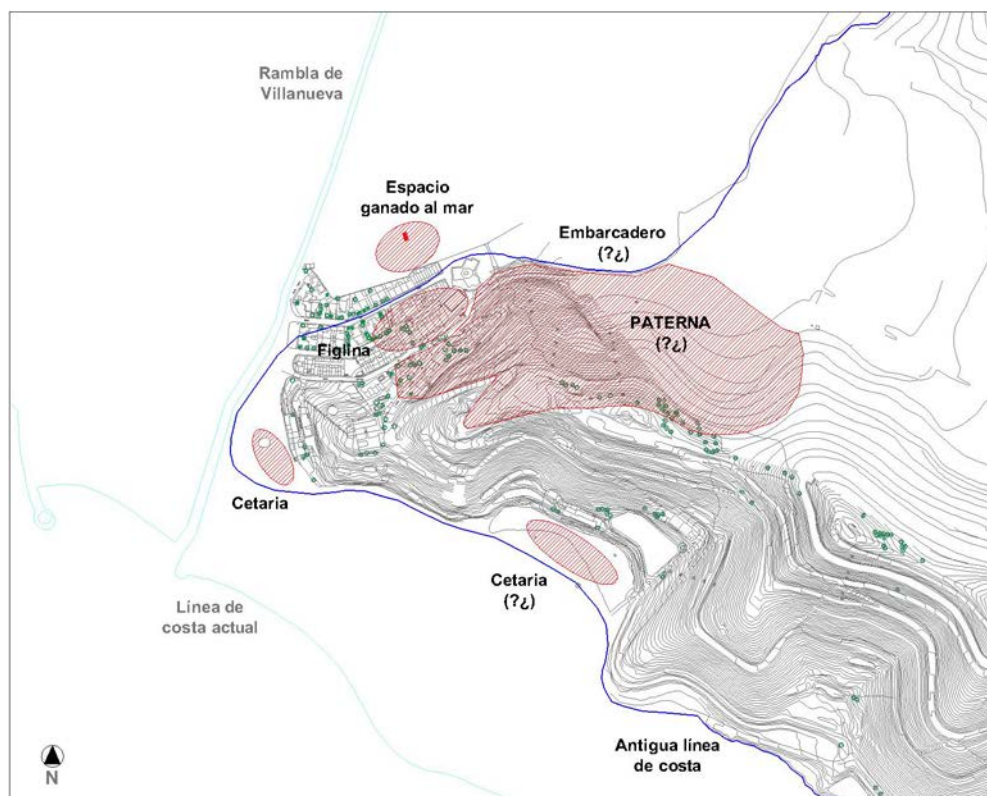 Rambla de
Villanueva
Espacio
ganado al mar
Embarcadero
(?¿)
PATERNA
(?¿)
Figlina
Cetaria
Cetaria
(?¿)
Línea de
costa actual
Antigua línea
de costa
N